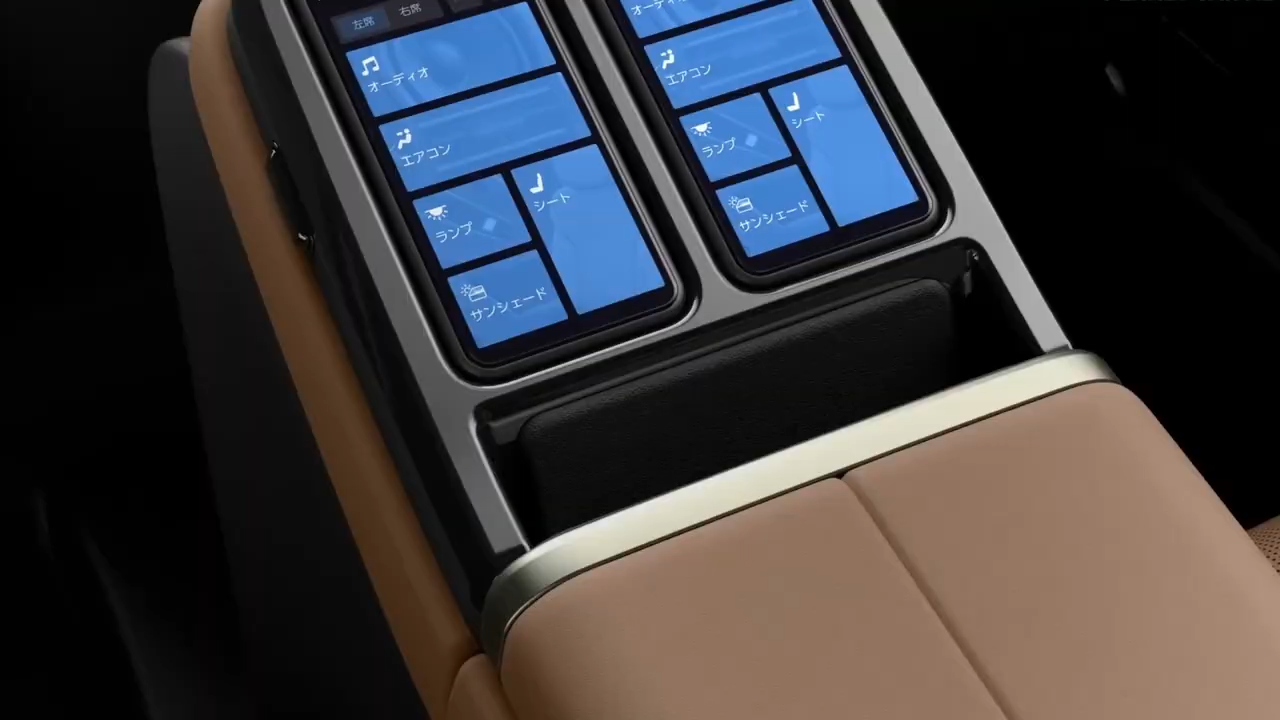 左席 右席
オーディオ
エアコン
ランプ
シート
サンシェード
オーディオ
エアコン
ランプ
シート
サンシェード